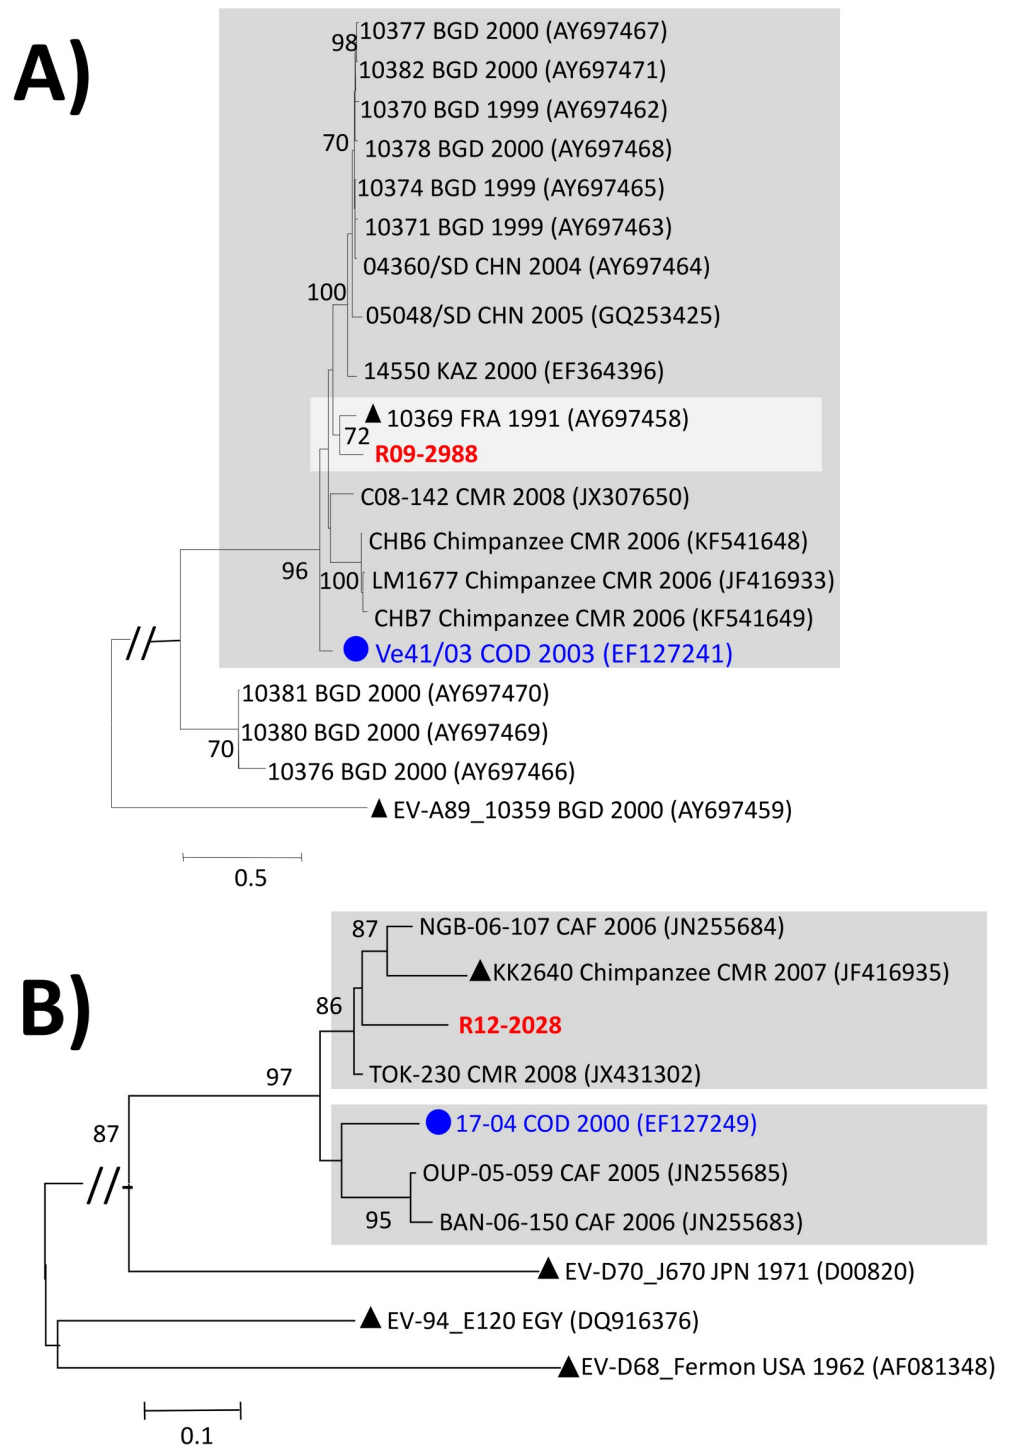 A)
10377 BGD 2000 (AY697467)
98
10382 BGD 2000 (AY697471)
10370 BGD 1999 (AY697462)
70
10378 BGD 2000 (AY697468)
10374 BGD 1999 (AY697465)
10371 BGD 1999 (AY697463)
04360/SD CHN 2004 (AY697464)
100
05048/SD CHN 2005 (GQ253425)
14550 KAZ 2000 (EF364396)
10369 FRA 1991 (AY697458)
72
R09-2988
C08-142 CMR 2008 (JX307650)
CHB6 Chimpanzee CMR 2006 (KF541648)
96
100
LM1677 Chimpanzee CMR 2006 (JF416933)
CHB7 Chimpanzee CMR 2006 (KF541649)
Ve41/03 COD 2003 (EF127241)
10381 BGD 2000 (AY697470)
10380 BGD 2000 (AY697469)
70
10376 BGD 2000 (AY697466)
EV-A89_10359 BGD 2000 (AY697459)
0.5
B)
87
NGB-06-107 CAF 2006 (JN255684)
KK2640 Chimpanzee CMR 2007 (JF416935)
86
R12-2028
97
TOK-230 CMR 2008 (JX431302)
87
17-04 COD 2000 (EF127249)
OUP-05-059 CAF 2005 (JN255685)
95
BAN-06-150 CAF 2006 (JN255683)
EV-D70_J670 JPN 1971 (D00820)
EV-94_E120 EGY (DQ916376)
EV-D68_Fermon USA 1962 (AF081348)
0.1